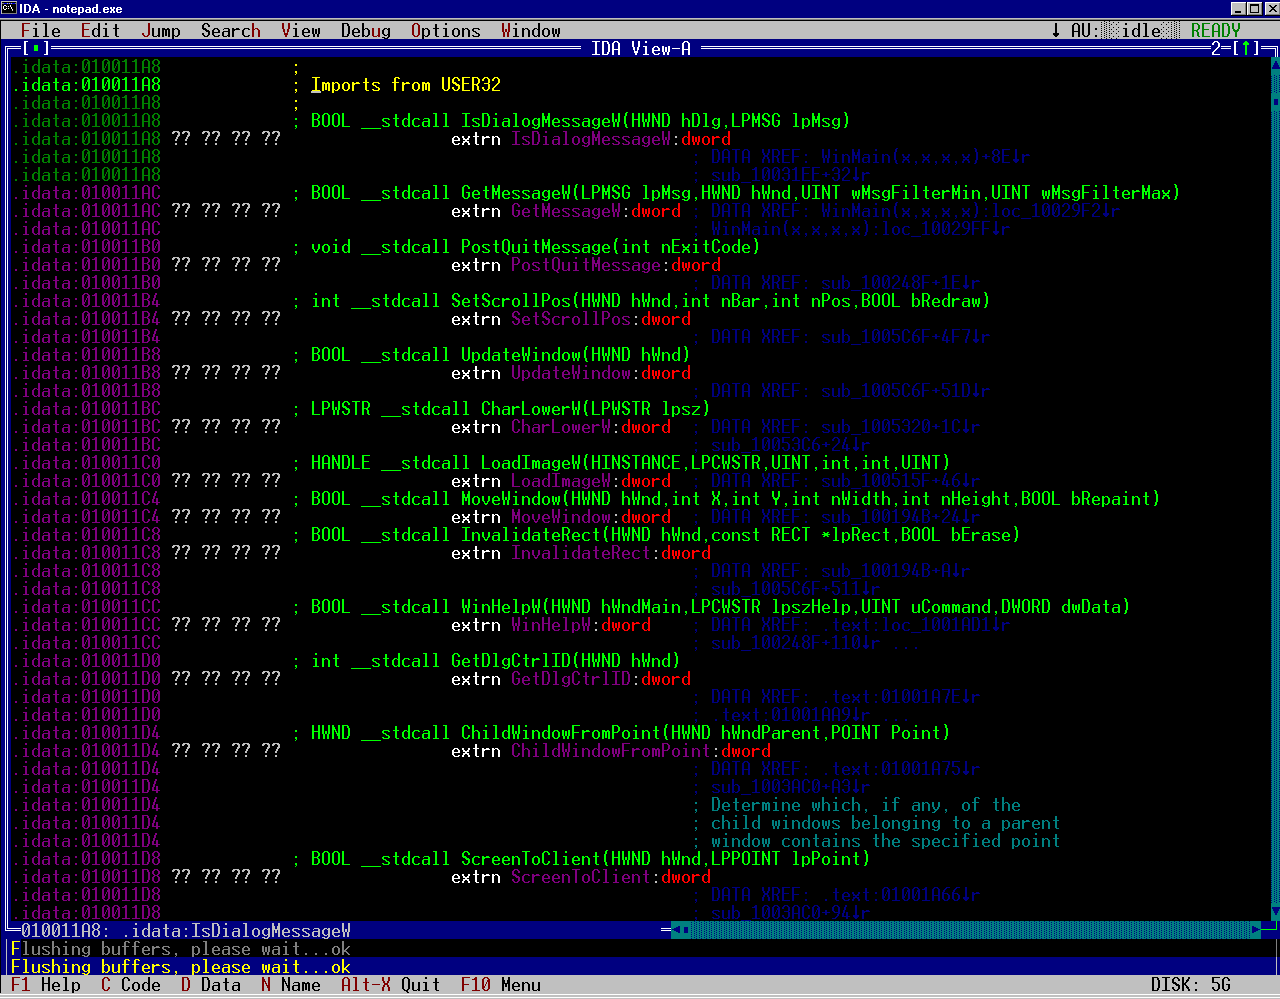 IDA - notepad.exe
File Edit Jump Search View Debug Options Window ↓ AU: idle READY
[■] IDA View-A 2-[↑]
.idata:010011A8 ;
.idata:010011A8 ; Imports from USER32
.idata:010011A8 ;
.idata:010011A8 ; BOOL __stdcall IsDialogMessageW(HWND hDlg,LPMSG lpMsg)
.idata:010011A8 ?? ?? ?? ?? extrn IsDialogMessageW:dword
.idata:010011A8 ; DATA XREF: WinMain(x,x,x,x)+8E↓r
.idata:010011A8 ; sub_10031EE+32↓r
.idata:010011AC ; BOOL __stdcall GetMessageW(LPMSG lpMsg,HWND hWnd,UINT wMsgFilterMin,UINT wMsgFilterMax)
.idata:010011AC ?? ?? ?? ?? extrn GetMessageW:dword ; DATA XREF: WinMain(x,x,x,x):loc_10029F2↓r
.idata:010011AC ; WinMain(x,x,x,x):loc_10029FF↓r
.idata:010011B0 ; void __stdcall PostQuitMessage(int nExitCode)
.idata:010011B0 ?? ?? ?? ?? extrn PostQuitMessage:dword
.idata:010011B0 ; DATA XREF: sub_100248F+1E↓r
.idata:010011B4 ; int __stdcall SetScrollPos(HWND hWnd,int nBar,int nPos,BOOL bRedraw)
.idata:010011B4 ?? ?? ?? ?? extrn SetScrollPos:dword
.idata:010011B4 ; DATA XREF: sub_1005C6F+4F7↓r
.idata:010011B8 ; BOOL __stdcall UpdateWindow(HWND hWnd)
.idata:010011B8 ?? ?? ?? ?? extrn UpdateWindow:dword
.idata:010011B8 ; DATA XREF: sub_1005C6F+51D↓r
.idata:010011BC ; LPWSTR __stdcall CharLowerW(LPWSTR lpsz)
.idata:010011BC ?? ?? ?? ?? extrn CharLowerW:dword ; DATA XREF: sub_1005320+1C↓r
.idata:010011BC ; sub_10053C6+24↓r
.idata:010011C0 ; HANDLE __stdcall LoadImageW(HINSTANCE,LPCWSTR,UINT,int,int,UINT)
.idata:010011C0 ?? ?? ?? ?? extrn LoadImageW:dword ; DATA XREF: sub_100515F+46↓r
.idata:010011C4 ; BOOL __stdcall MoveWindow(HWND hWnd,int X,int Y,int nWidth,int nHeight,BOOL bRepaint)
.idata:010011C4 ?? ?? ?? ?? extrn MoveWindow:dword ; DATA XREF: sub_100194B+24↓r
.idata:010011C8 ; BOOL __stdcall InvalidateRect(HWND hWnd,const RECT *lpRect,BOOL bErase)
.idata:010011C8 ?? ?? ?? ?? extrn InvalidateRect:dword
.idata:010011C8 ; DATA XREF: sub_100194B+A↓r
.idata:010011C8 ; sub_1005C6F+511↓r
.idata:010011CC ; BOOL __stdcall WinHelpW(HWND hWndMain,LPCWSTR lpszHelp,UINT uCommand,DWORD dwData)
.idata:010011CC ?? ?? ?? ?? extrn WinHelpW:dword ; DATA XREF: .text:loc_1001AD1↓r
.idata:010011CC ; sub_100248F+110↓r ...
.idata:010011D0 ; int __stdcall GetDlgCtrlID(HWND hWnd)
.idata:010011D0 ?? ?? ?? ?? extrn GetDlgCtrlID:dword
.idata:010011D0 ; DATA XREF: .text:01001A7E↓r
.idata:010011D0 ; .text:01001AA9↓r
.idata:010011D4 ; HWND __stdcall ChildWindowFromPoint(HWND hWndParent,POINT Point)
.idata:010011D4 ?? ?? ?? ?? extrn ChildWindowFromPoint:dword
.idata:010011D4 ; DATA XREF: .text:01001A75↓r
.idata:010011D4 ; sub_1003AC0+A3↓r
.idata:010011D4 ; Determine which, if any, of the
.idata:010011D4 ; child windows belonging to a parent
.idata:010011D4 ; window contains the specified point
.idata:010011D8 ; BOOL __stdcall ScreenToClient(HWND hWnd,LPPOINT lpPoint)
.idata:010011D8 ?? ?? ?? ?? extrn ScreenToClient:dword
.idata:010011D8 ; DATA XREF: .text:01001A66↓r
.idata:010011D8 ; sub_1003AC0+94↓r
010011A8: .idata:IsDialogMessageW
Flushing buffers, please wait...ok
Flushing buffers, please wait...ok
F1 Help C Code D Data N Name Alt-X Quit F10 Menu DISK: 5G